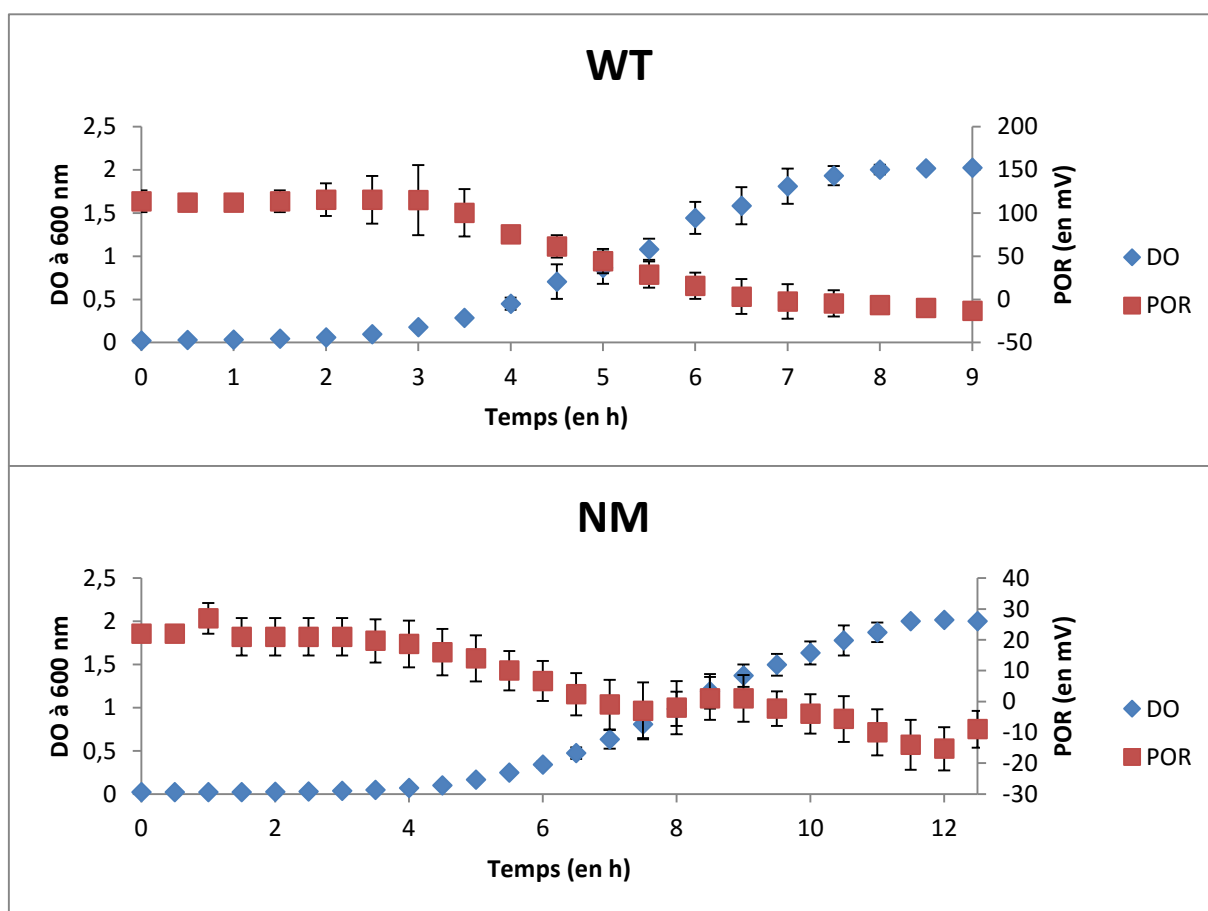 WT
2,5
2
1,5
1
0,5
0
DO à 600 nm
200
150
100
50
0
-50
POR (en mV)
0 1 2 3 4 5 6 7 8 9
Temps (en h)
DO
POR
NM
2,5
2
1,5
1
0,5
0
DO à 600 nm
40
30
20
10
0
-10
-20
-30
POR (en mV)
0 2 4 6 8 10 12
Temps (en h)
DO
POR